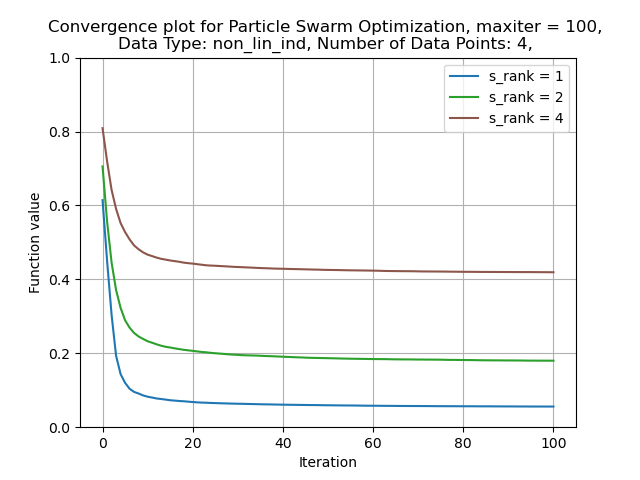 Convergence plot for Particle Swarm Optimization, maxiter = 100,
Data Type: non_lin_ind, Number of Data Points: 4,
s_rank = 1
s_rank = 2
s_rank = 4
Function value
1.0
0.8
0.6
0.4
0.2
0.0
0 20 40 60 80 100
Iteration